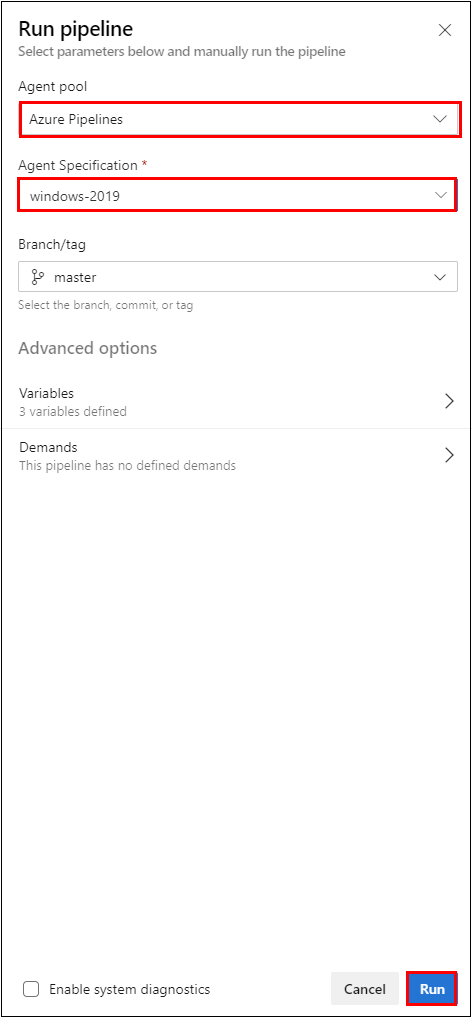 Run pipeline
Select parameters below and manually run the pipeline
Agent pool
Azure Pipelines
Agent Specification *
windows-2019
Branch/tag
master
Select the branch, commit, or tag
Advanced options
Variables
3 variables defined
Demands
This pipeline has no defined demands
Enable system diagnostics
Cancel
Run